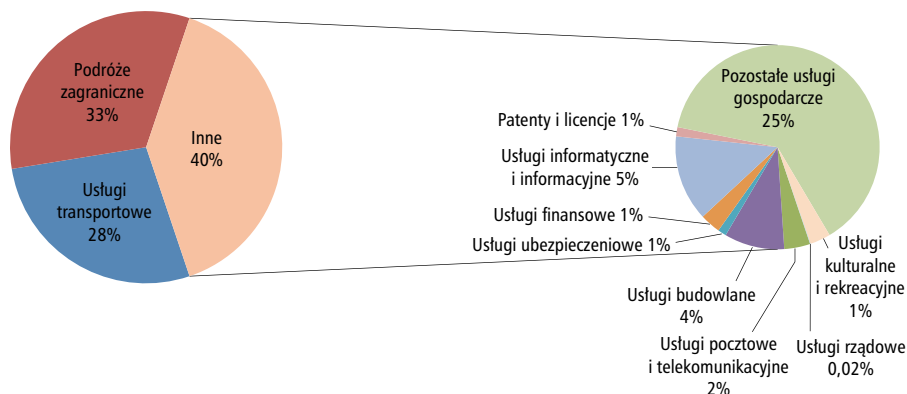 Podróże
zagraniczne
33%
Inne
40%
Usługi
transportowe
28%
Pozostałe usługi
gospodarcze
25%
Patenty i licencje 1%
Usługi informatyczne
i informacyjne 5%
Usługi finansowe 1%
Usługi ubezpieczeniowe 1%
Usługi budowlane
4%
Usługi pocztowe
i telekomunikacyjne
2%
Usługi rządowe
0,02%
Usługi
kulturalne
i rekreacyjne
1%